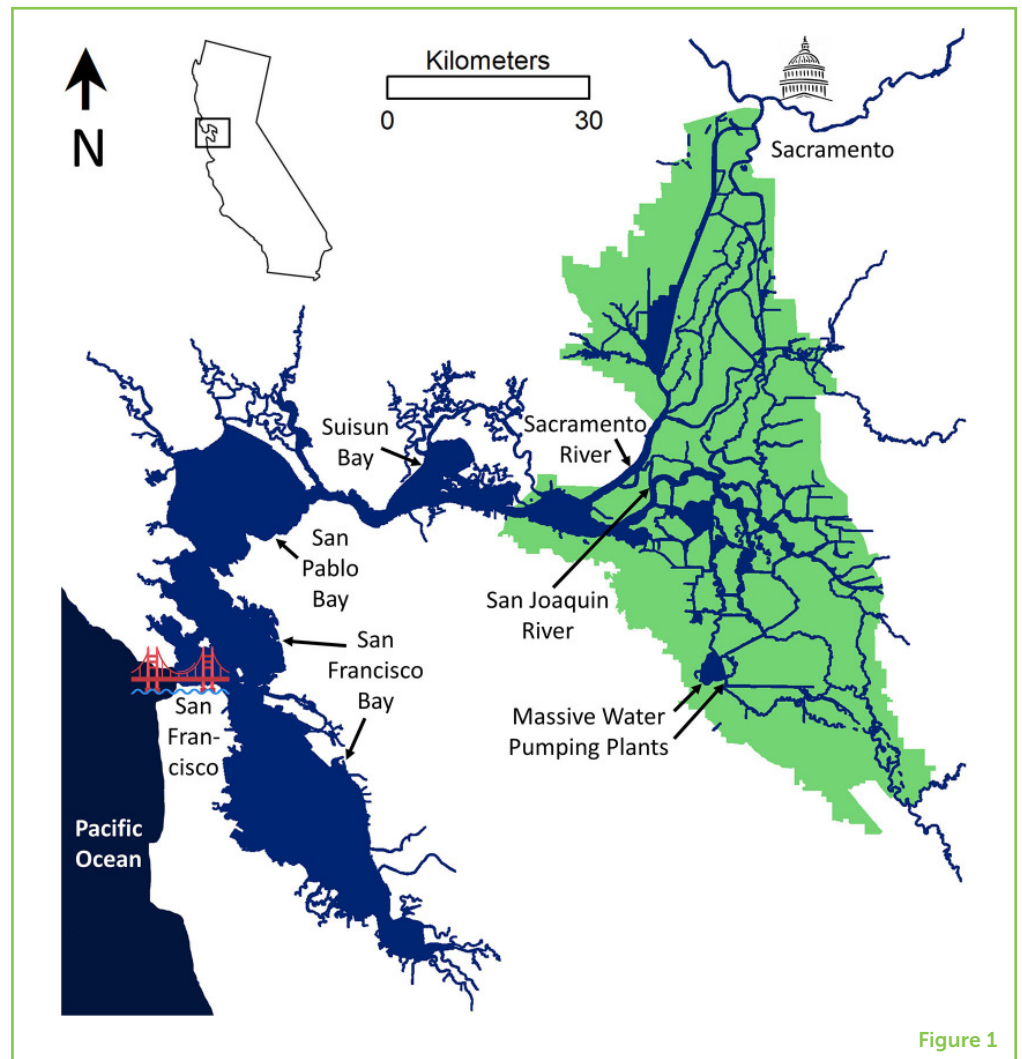 Kilometers
0
30
N
Sacramento
Suisun
Bay
Sacramento
River
San
Pablo
Bay
San Joaquin
River
San
Francisco
Bay
San
Fran-
cisco
Massive Water
Pumping Plants
Pacific
Ocean
Figure 1